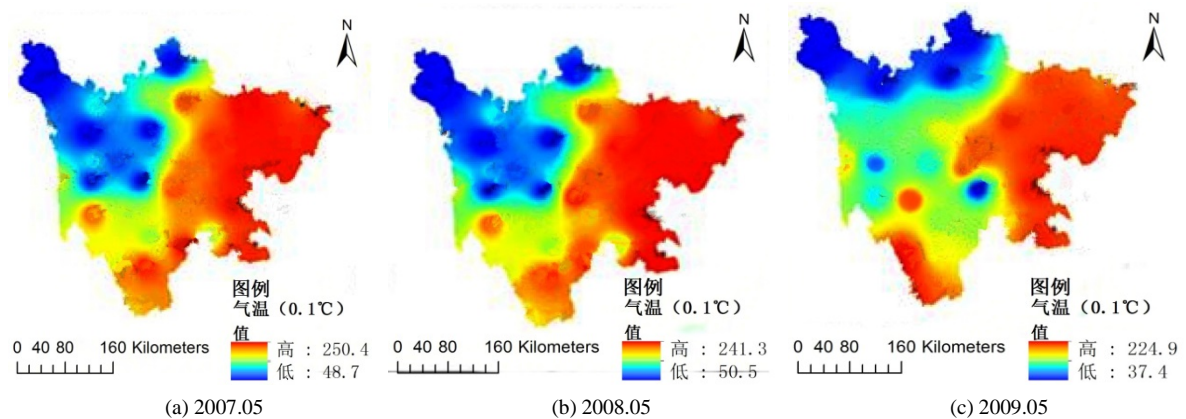 N
图例
气温（0.1℃）
值
高 : 250.4
低 : 48.7
0 40 80 160 Kilometers
(a) 2007.05
N
图例
气温（0.1℃）
值
高 : 241.3
低 : 50.5
0 40 80 160 Kilometers
(b) 2008.05
N
图例
气温（0.1℃）
值
高 : 224.9
低 : 37.4
0 40 80 160 Kilometers
(c) 2009.05